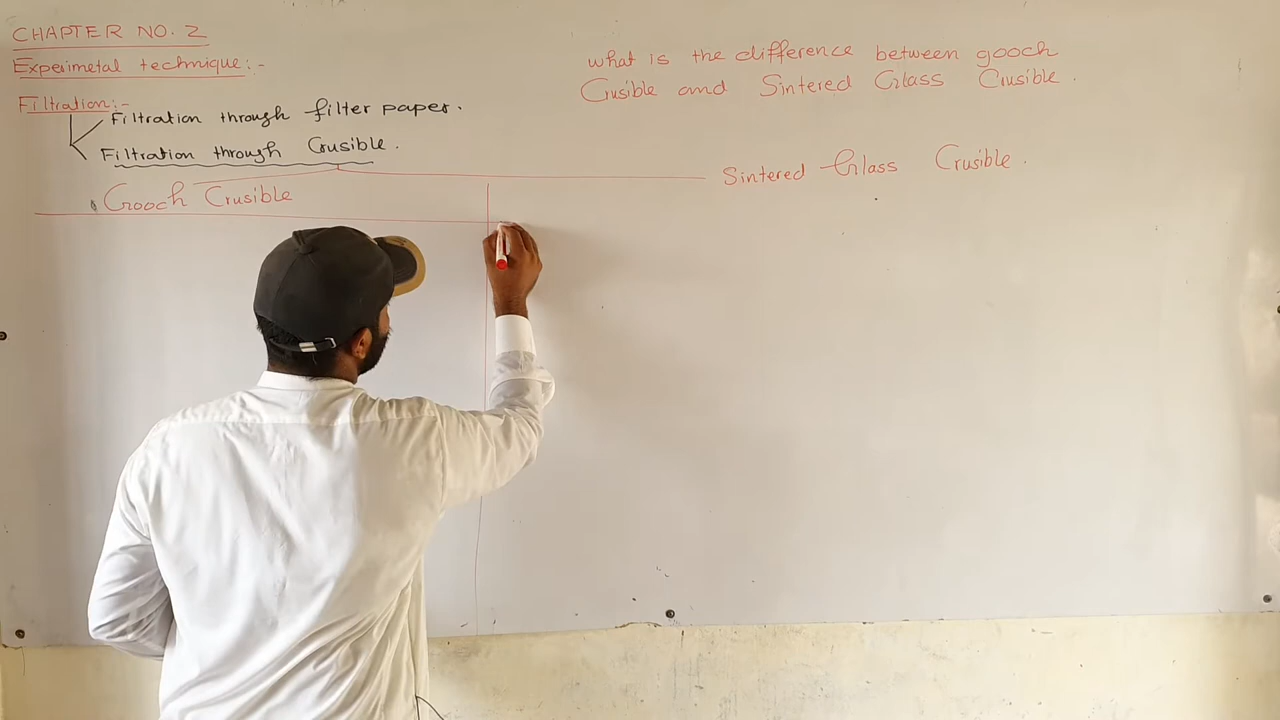 CHAPTER NO. 2
Experimetal technique:-
Filtration:-
Filtration through filter paper.
Filtration through Crusible.
what is the difference between gooch
Crusible and Sintered Glass Crusible.
Gooch Crusible
Sintered Glass Crusible.